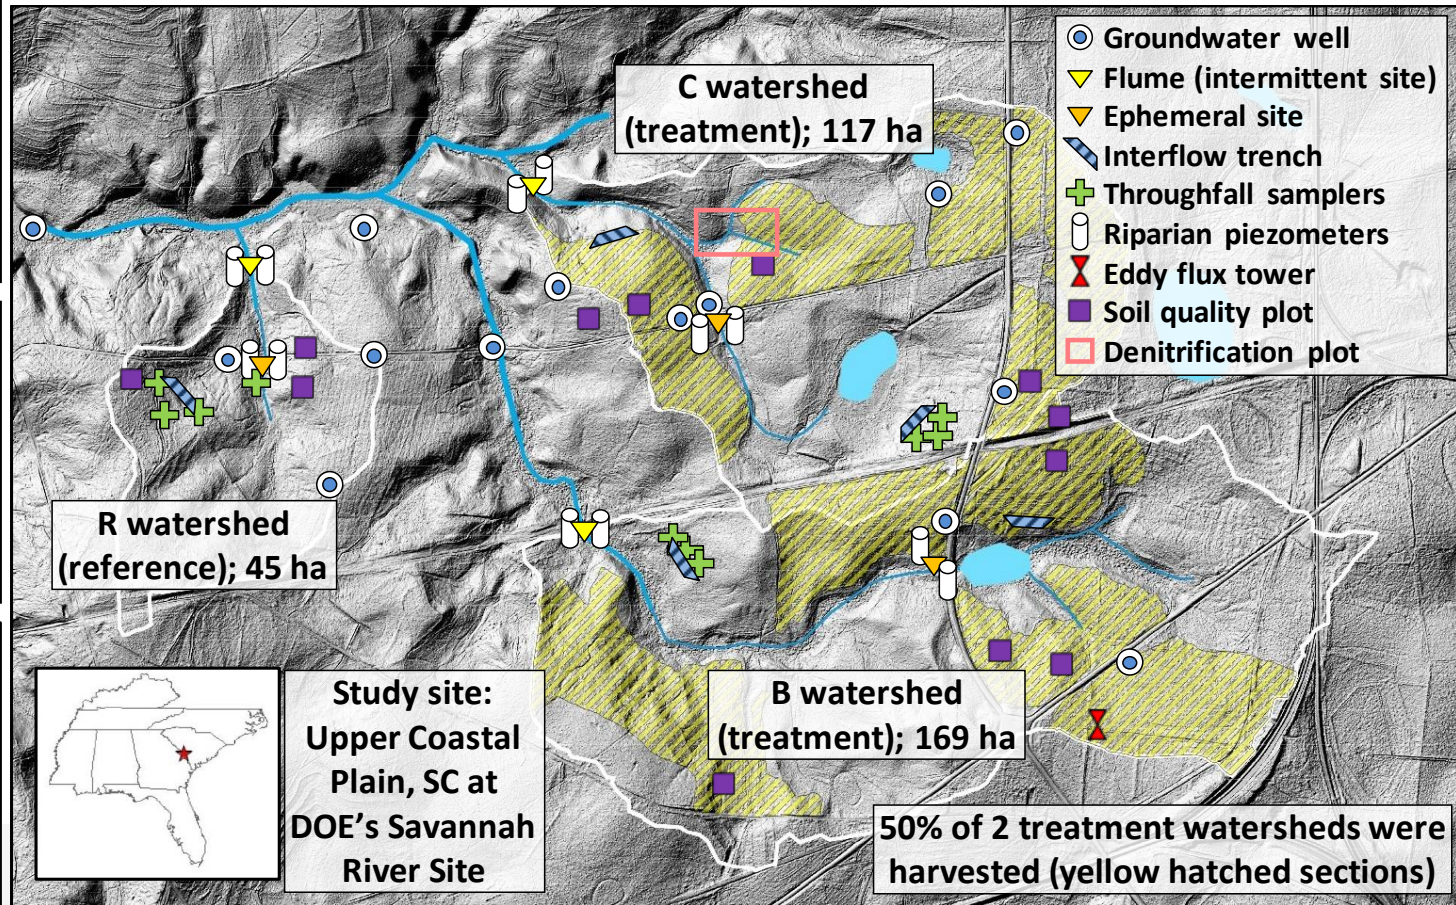 C watershed
(treatment); 117 ha
Groundwater well
Flume (intermittent site)
Ephemeral site
Interflow trench
Throughfall samplers
Riparian piezometers
Eddy flux tower
Soil quality plot
Denitrification plot
R watershed
(reference); 45 ha
Study site:
Upper Coastal
Plain, SC at
DOE's Savannah
River Site
B watershed
(treatment); 169 ha
50% of 2 treatment watersheds were
harvested (yellow hatched sections)